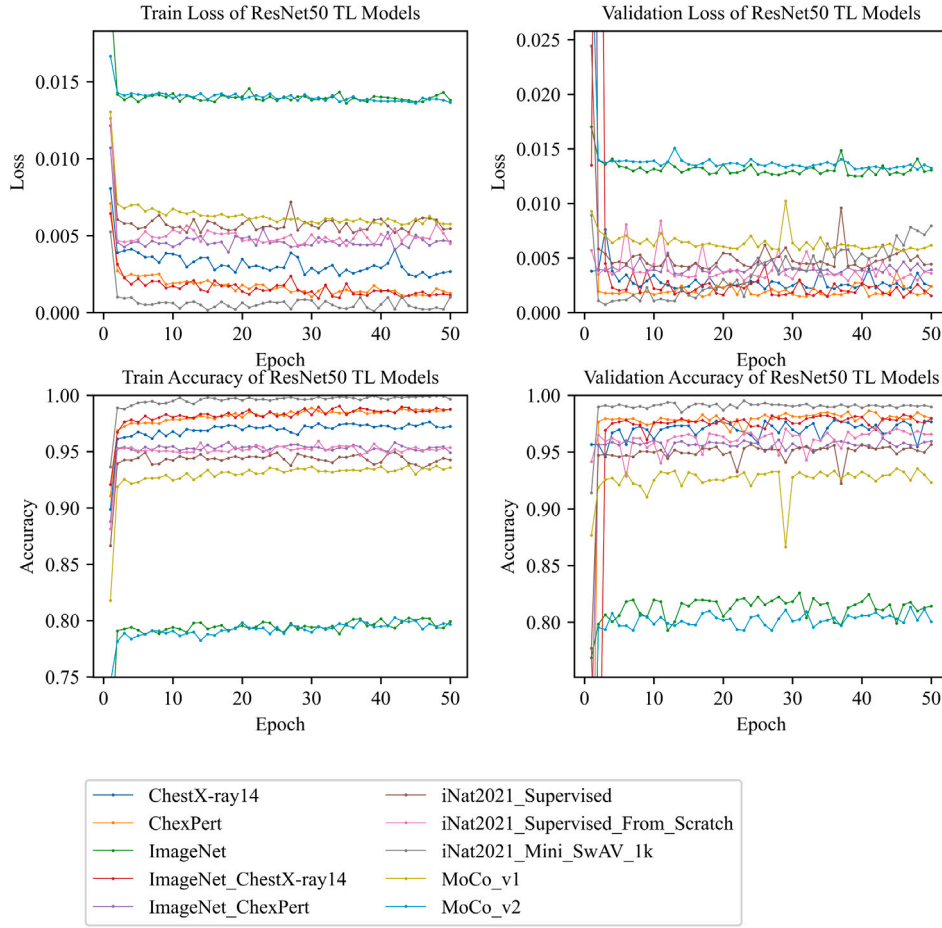 Train Loss of ResNet50 TL Models
Validation Loss of ResNet50 TL Models
Loss
0.015
0.010
0.005
0.000
0 10 20 30 40 50
Epoch
Loss
0.025
0.020
0.015
0.010
0.005
0.000
0 10 20 30 40 50
Epoch
Train Accuracy of ResNet50 TL Models
Validation Accuracy of ResNet50 TL Models
Accuracy
1.00
0.95
0.90
0.85
0.80
0.75
0 10 20 30 40 50
Epoch
Accuracy
1.00
0.95
0.90
0.85
0.80
0 10 20 30 40 50
Epoch
ChestX-ray14
ChexPert
ImageNet
ImageNet_ChestX-ray14
ImageNet_ChexPert
iNat2021_Supervised
iNat2021_Supervised_From_Scratch
iNat2021_Mini_SwAV_1k
MoCo_v1
MoCo_v2